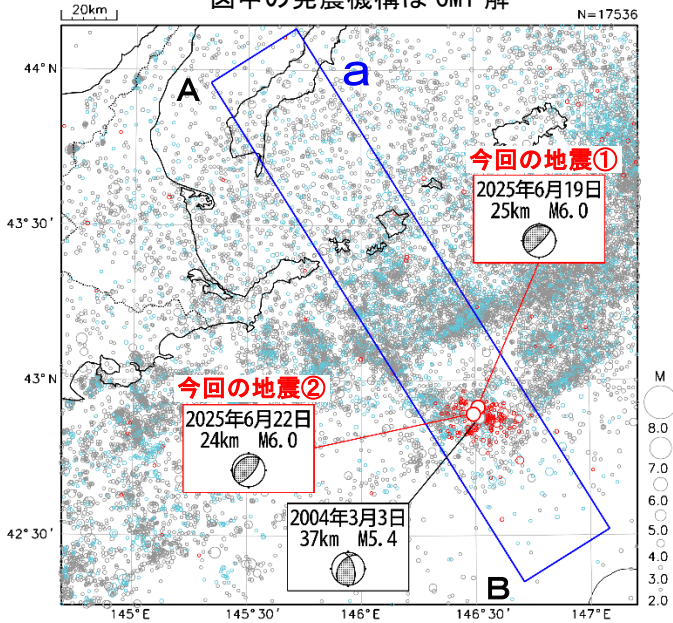 図中の発震機構は CMT 解
20km
N=17536
44°N
A
a
今回の地震①
2025年6月19日
25km M6.0
43°30′
43°N
今回の地震②
2025年6月22日
24km M6.0
2004年3月3日
37km M5.4
42°30′
B
M
8.0
7.0
6.0
5.0
4.0
3.0
2.0
145°E
145°30′
146°E
146°30′
147°E